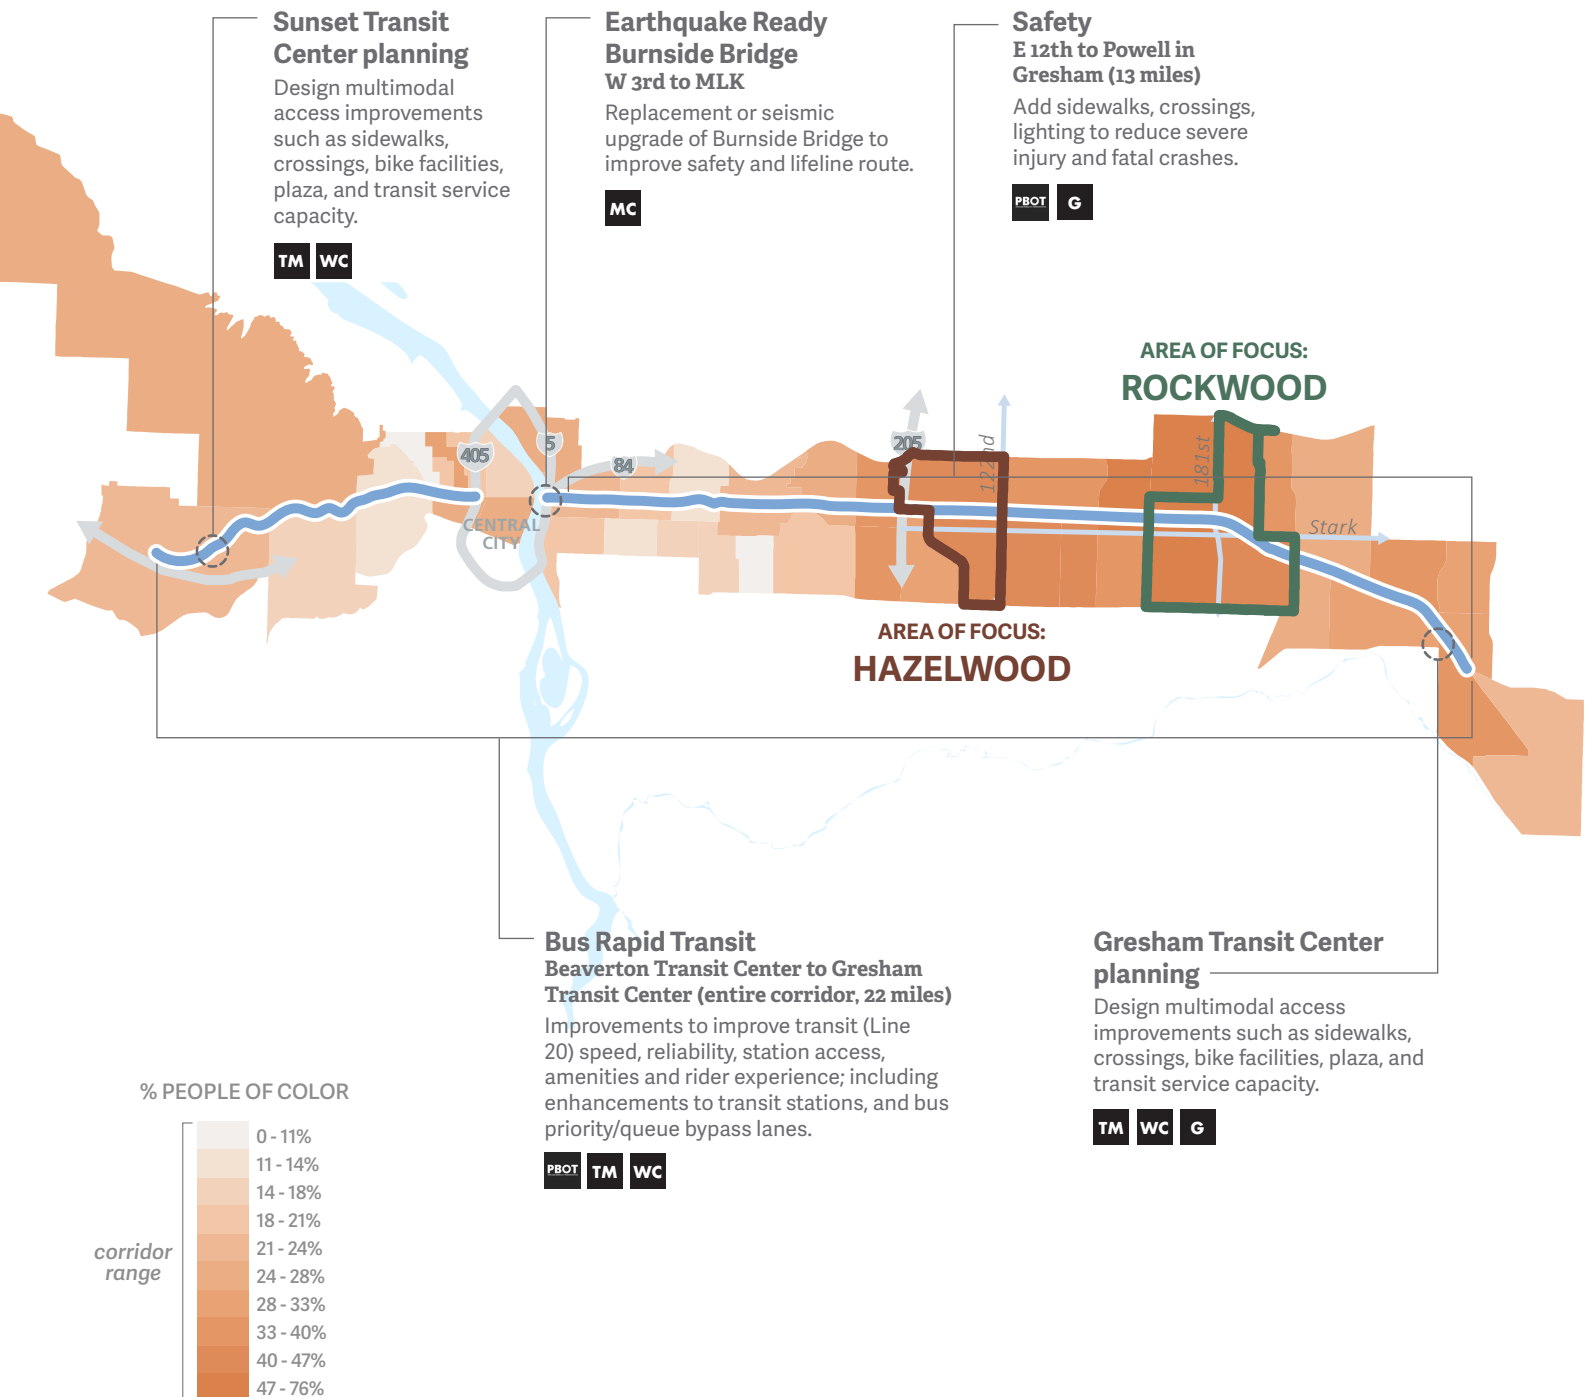 Sunset Transit
Center planning
Design multimodal
access improvements
such as sidewalks,
crossings, bike facilities,
plaza, and transit service
capacity.
TM WC
Earthquake Ready
Burnside Bridge
W 3rd to MLK
Replacement or seismic
upgrade of Burnside Bridge to
improve safety and lifeline route.
MC
Safety
E 12th to Powell in
Gresham (13 miles)
Add sidewalks, crossings,
lighting to reduce severe
injury and fatal crashes.
PBOT G
AREA OF FOCUS:
ROCKWOOD
405
5
84
205
122nd
181st
Stark
CENTRAL
CITY
AREA OF FOCUS:
HAZELWOOD
Bus Rapid Transit
Beaverton Transit Center to Gresham
Transit Center (entire corridor, 22 miles)
Improvements to improve transit (Line
20) speed, reliability, station access,
amenities and rider experience; including
enhancements to transit stations, and bus
priority/queue bypass lanes.
PBOT TM WC
Gresham Transit Center
planning
Design multimodal access
improvements such as sidewalks,
crossings, bike facilities, plaza, and
transit service capacity.
TM WC G
% PEOPLE OF COLOR
0 - 11%
11 - 14%
14 - 18%
18 - 21%
21 - 24%
24 - 28%
28 - 33%
33 - 40%
40 - 47%
47 - 76%
corridor
range